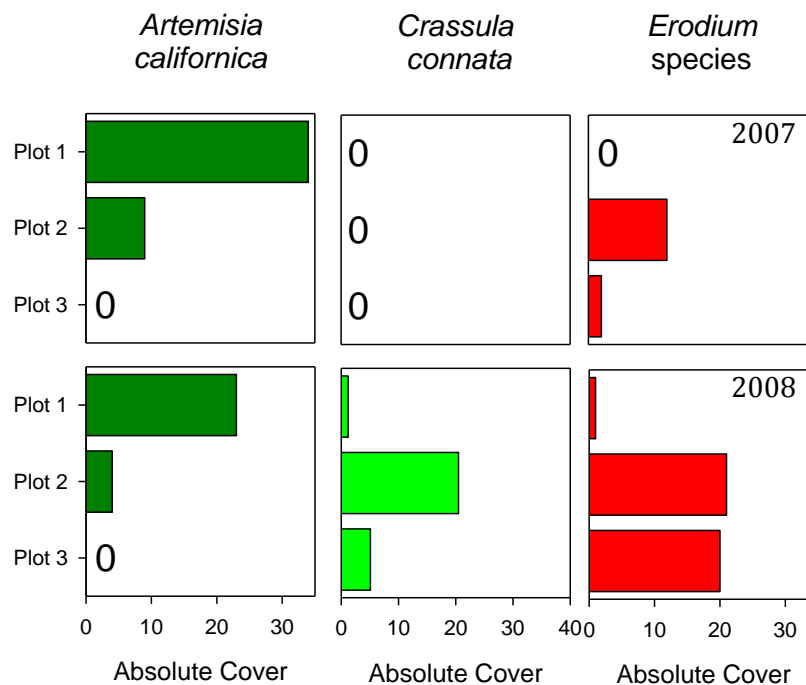 Artemisia
californica
Crassula
connata
Erodium
species
Plot 1
0
0
2007
Plot 2
0
Plot 3
0
0
Plot 1
2008
Plot 2
Plot 3
0
0 10 20 30
0 10 20 30 40
0 10 20 30
Absolute Cover
Absolute Cover
Absolute Cover